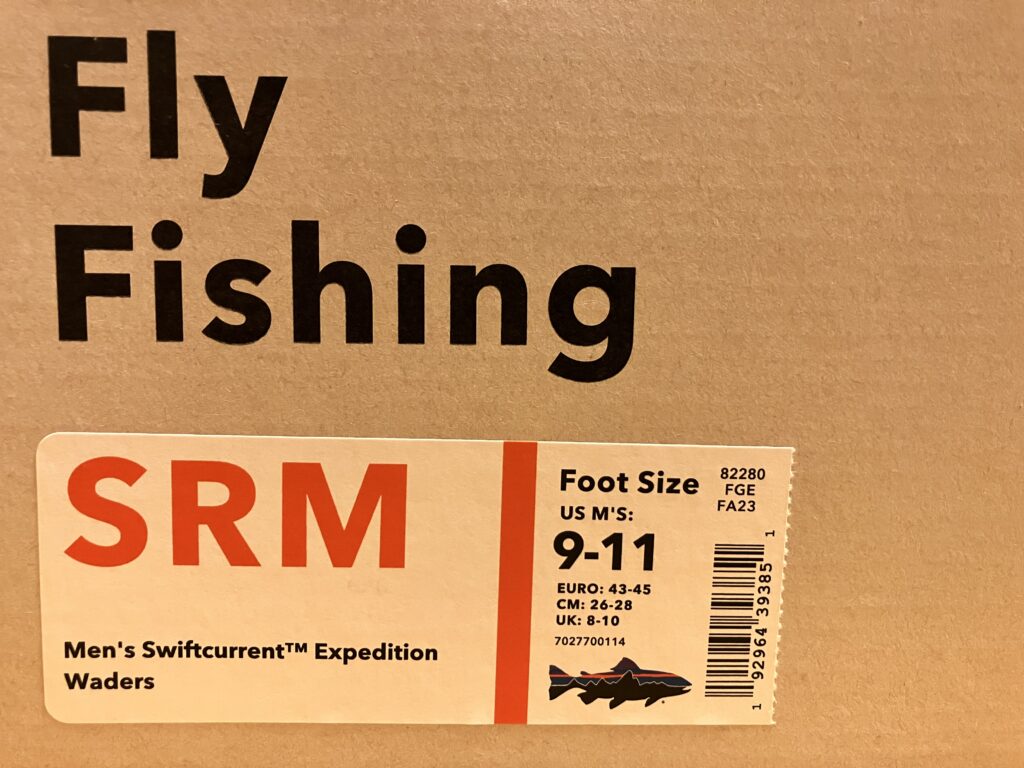 Fly
Fishing
SRM
Men's Swiftcurrent™ Expedition
Waders
Foot Size
US M'S:
9-11
EURO: 43-45
CM: 26-28
UK: 8-10
7027700114
82280
FGE
FA23
1 92964 39385 1